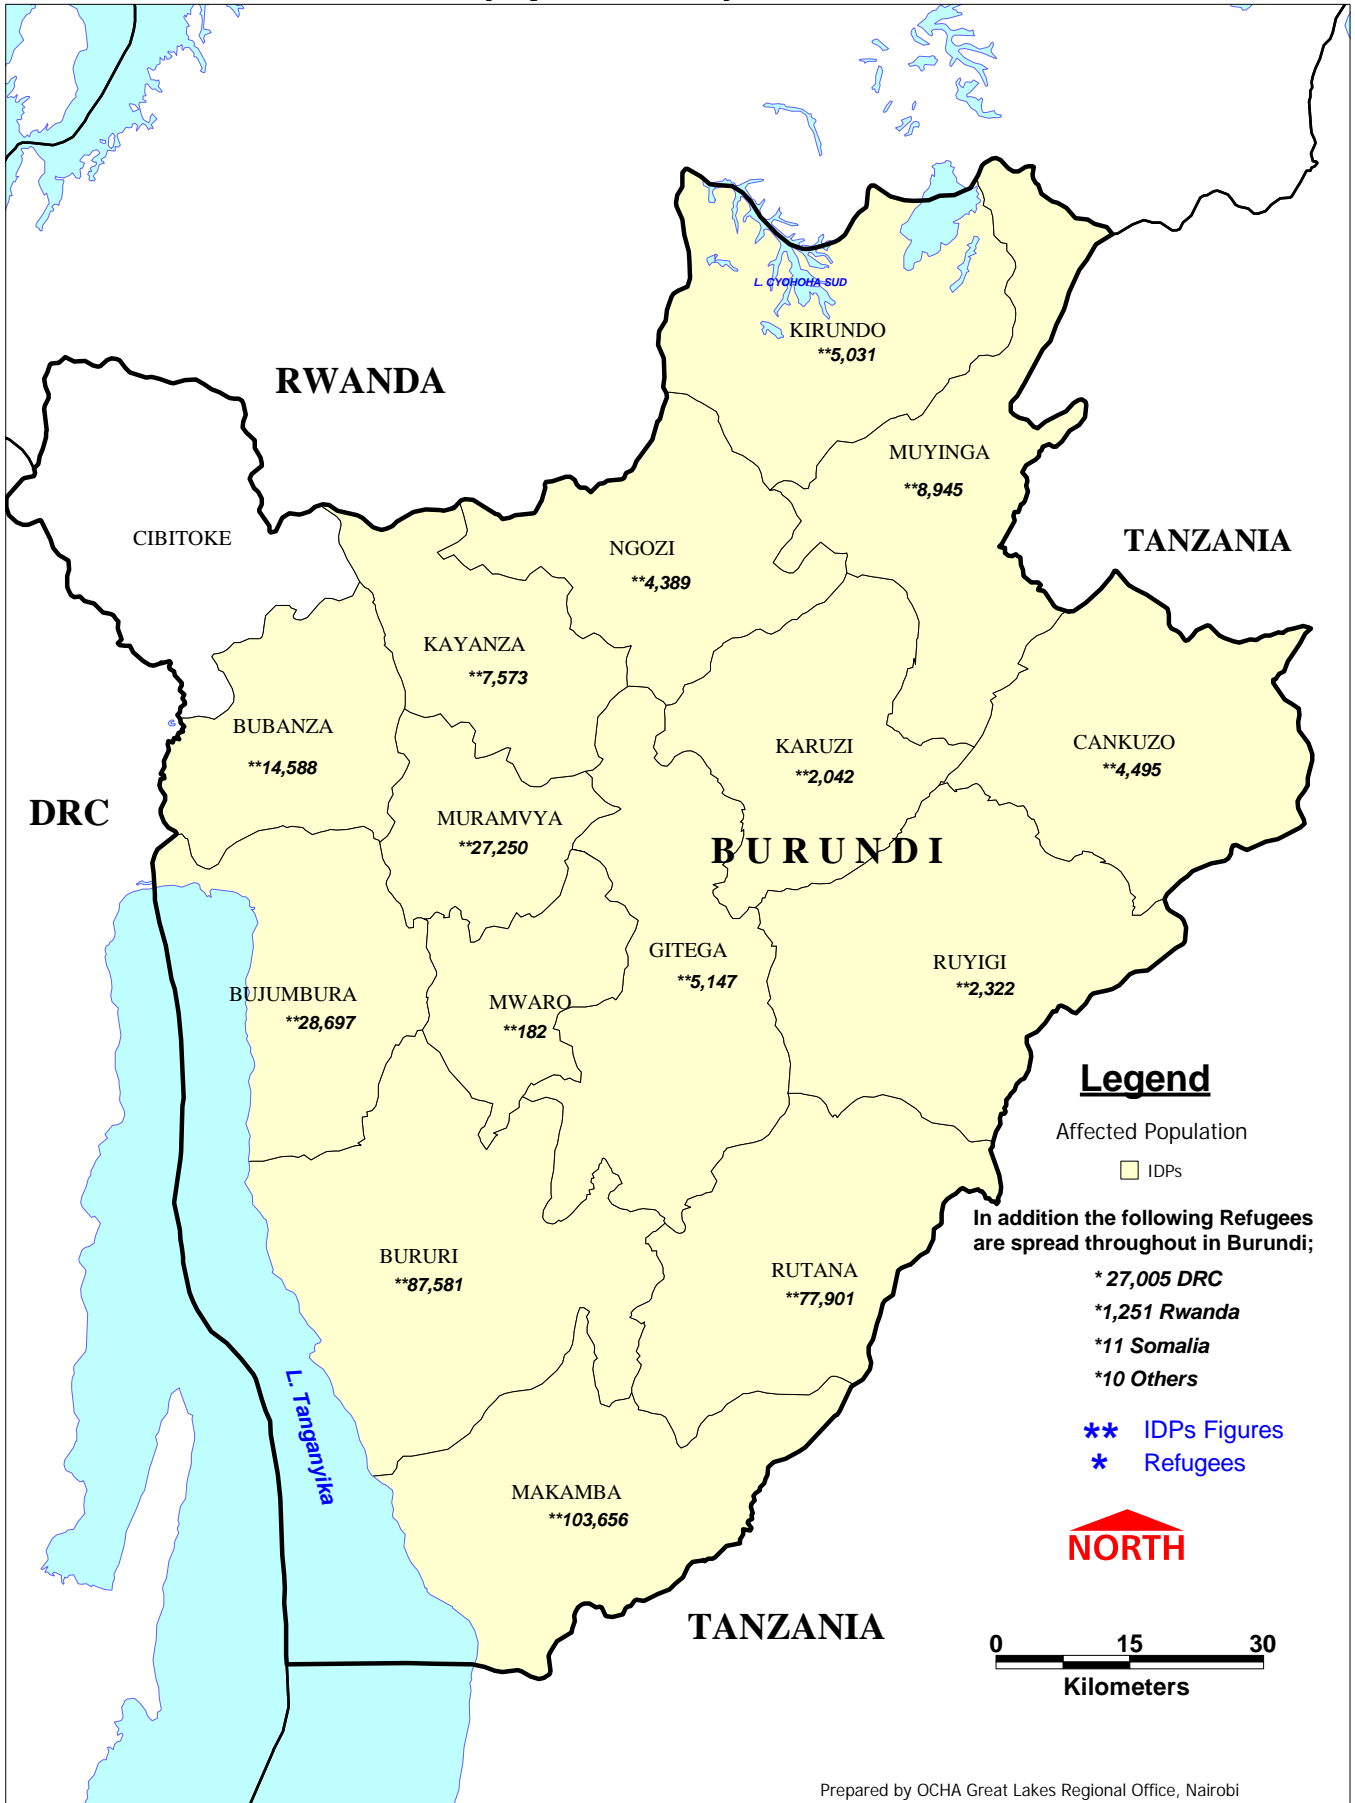 L. CYOHOHA SUD
KIRUNDO
**5,031
RWANDA
MUYINGA
**8,945
CIBITOKE
NGOZI
**4,389
TANZANIA
KAYANZA
**7,573
BUBANZA
**14,588
KARUZI
**2,042
CANKUZO
**4,495
DRC
MURAMVYA
**27,250
BURUNDI
GITEGA
**5,147
RUYIGI
**2,322
BUJUMBURA
**28,697
MWARO
**182
Legend
Affected Population
IDPs
In addition the following Refugees
are spread throughout in Burundi;
* 27,005 DRC
*1,251 Rwanda
*11 Somalia
*10 Others
** IDPs Figures
* Refugees
BURURI
**87,581
RUTANA
**77,901
L. Tanganyika
MAKAMBA
**103,656
NORTH
TANZANIA
0 15 30
Kilometers
Prepared by OCHA Great Lakes Regional Office, Nairobi